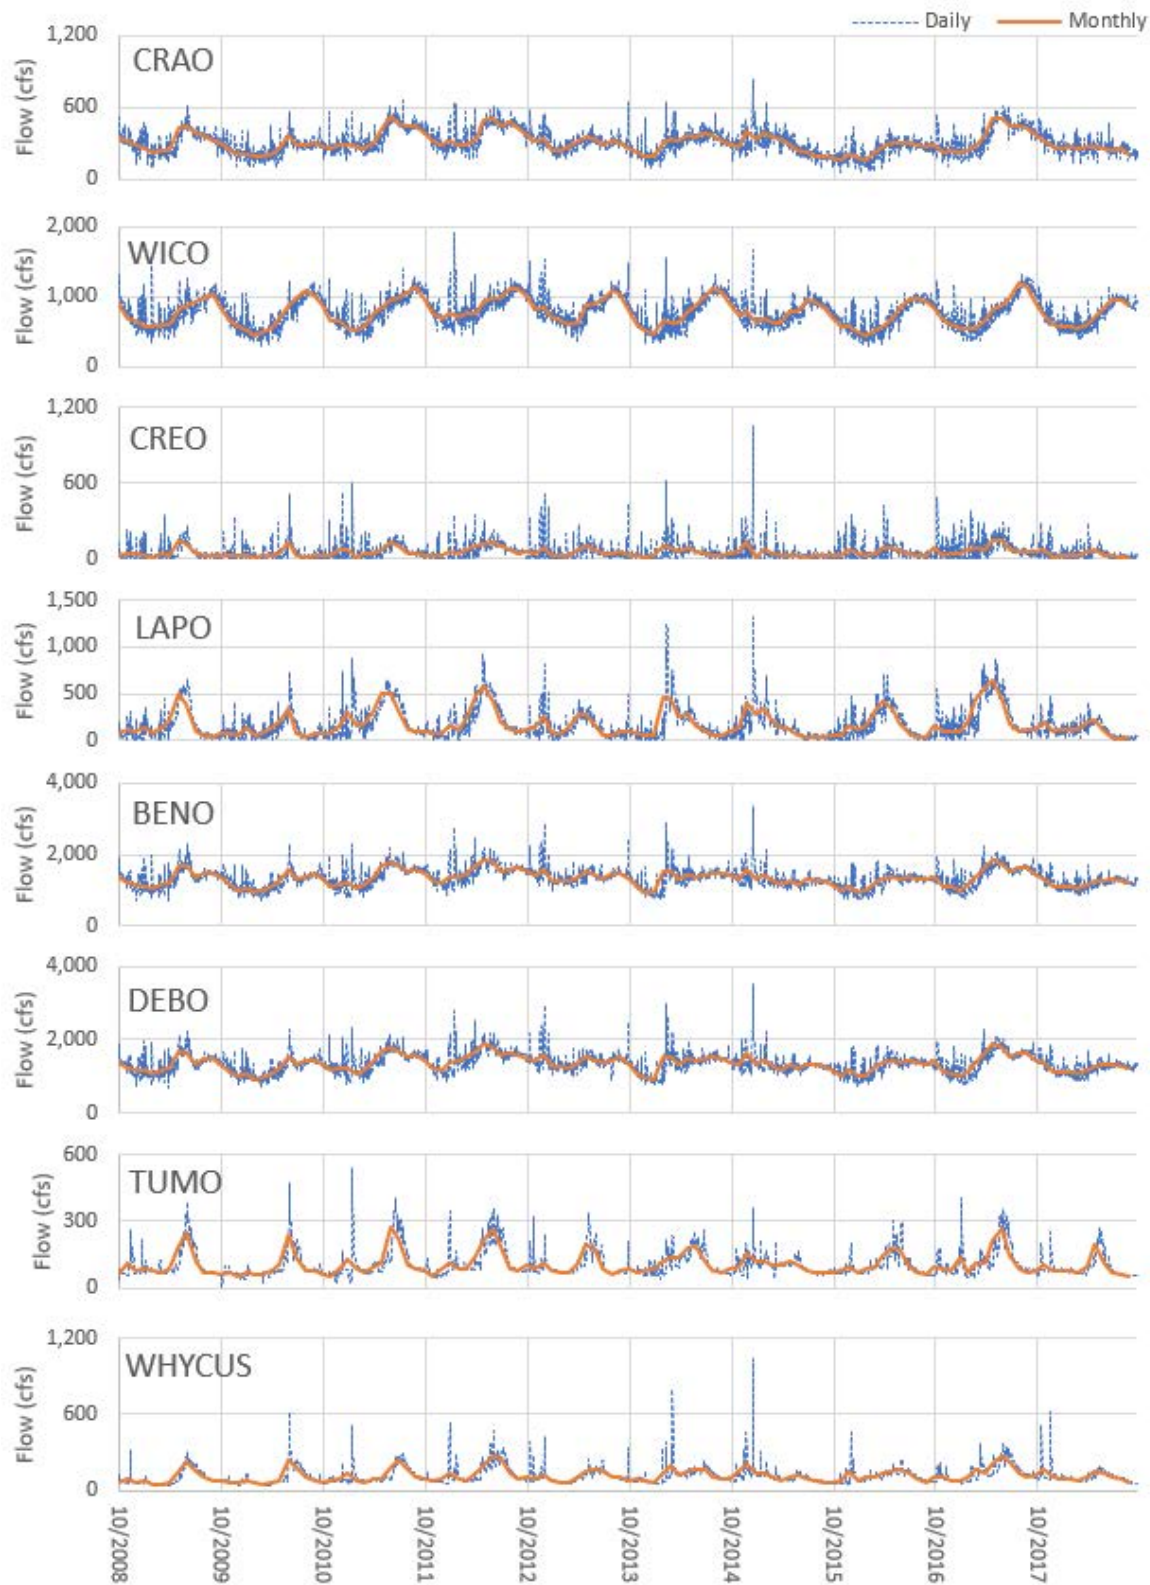 Daily Monthly
1,200
CRAO
600
0
Flow (cfs)
2,000
WICO
1,000
0
Flow (cfs)
1,200
CREO
600
0
Flow (cfs)
1,500
LAPO
1,000
500
0
Flow (cfs)
4,000
BENO
2,000
0
Flow (cfs)
4,000
DEBO
2,000
0
Flow (cfs)
600
TUMO
300
0
Flow (cfs)
1,200
WHYCUS
600
0
Flow (cfs)
10/2008
10/2009
10/2010
10/2011
10/2012
10/2013
10/2014
10/2015
10/2016
10/2017